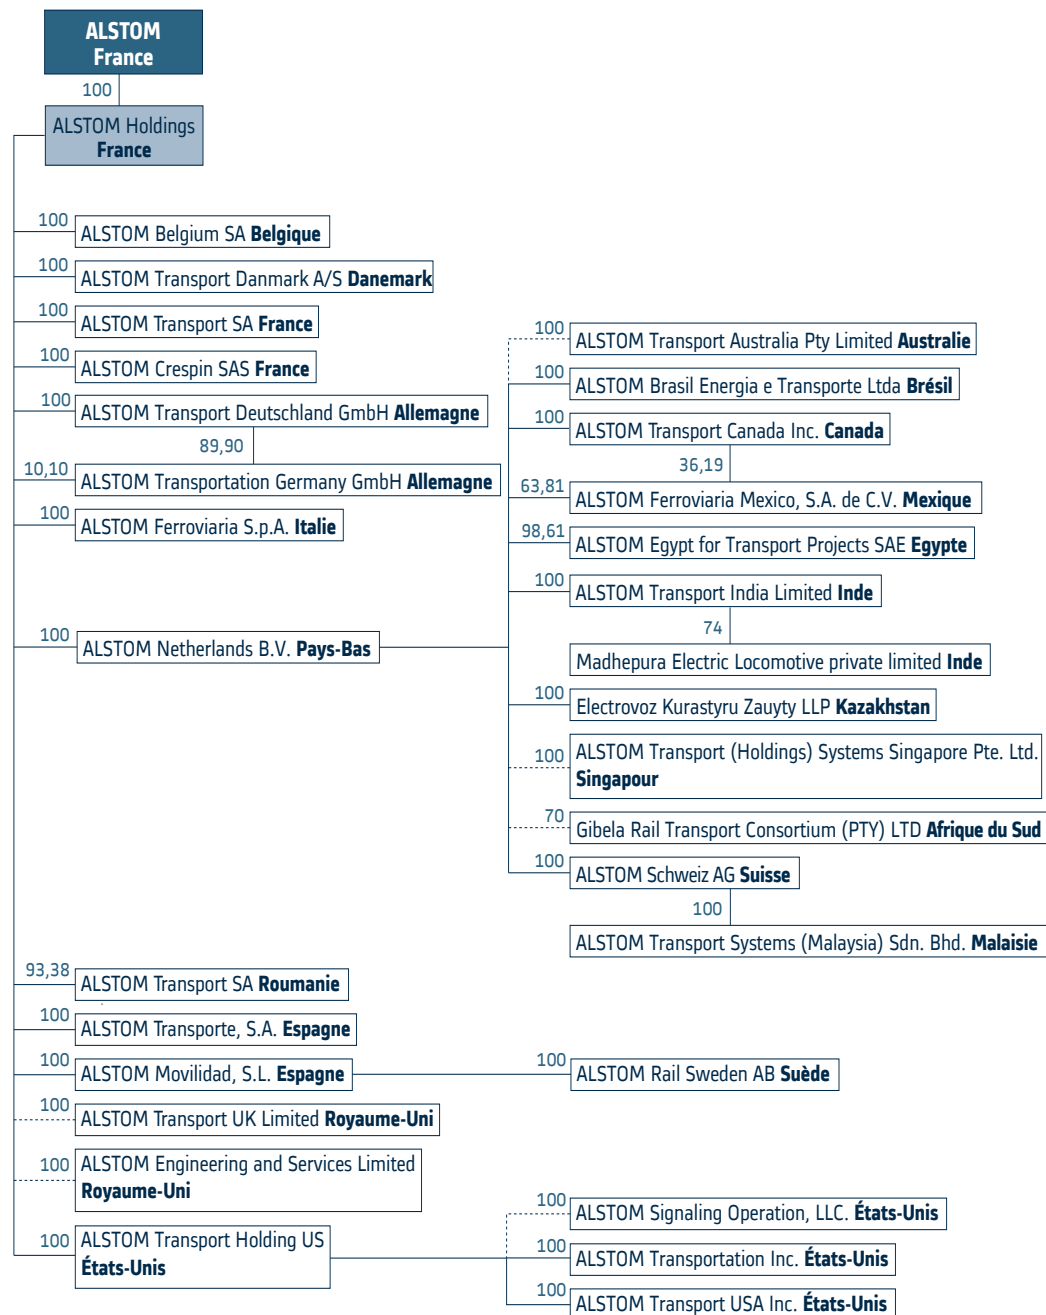 ALSTOM
France
100
ALSTOM Holdings
France
100
ALSTOM Belgium SA Belgique
100
ALSTOM Transport Danmark A/S Danemark
100
ALSTOM Transport SA France
100
ALSTOM Crespin SAS France
100
ALSTOM Transport Deutschland GmbH Allemagne
89,90
10,10
ALSTOM Transportation Germany GmbH Allemagne
100
ALSTOM Ferroviaria S.p.A. Italie
100
ALSTOM Netherlands B.V. Pays-Bas
100
ALSTOM Transport Australia Pty Limited Australie
100
ALSTOM Brasil Energia e Transporte Ltda Brésil
100
ALSTOM Transport Canada Inc. Canada
36,19
63,81
ALSTOM Ferroviaria Mexico, S.A. de C.V. Mexique
98,61
ALSTOM Egypt for Transport Projects SAE Egypte
100
ALSTOM Transport India Limited Inde
74
Madhepura Electric Locomotive private limited Inde
100
Electrovoz Kurastyru Zauyty LLP Kazakhstan
100
ALSTOM Transport (Holdings) Systems Singapore Pte. Ltd.
Singapour
70
Gibela Rail Transport Consortium (PTY) LTD Afrique du Sud
100
ALSTOM Schweiz AG Suisse
100
ALSTOM Transport Systems (Malaysia) Sdn. Bhd. Malaisie
93,38
ALSTOM Transport SA Roumanie
100
ALSTOM Transporte, S.A. Espagne
100
ALSTOM Movilidad, S.L. Espagne
100
ALSTOM Rail Sweden AB Suède
100
ALSTOM Transport UK Limited Royaume-Uni
100
ALSTOM Engineering and Services Limited
Royaume-Uni
100
ALSTOM Transport Holding US
États-Unis
100
ALSTOM Signaling Operation, LLC. États-Unis
100
ALSTOM Transportation Inc. États-Unis
100
ALSTOM Transport USA Inc. États-Unis